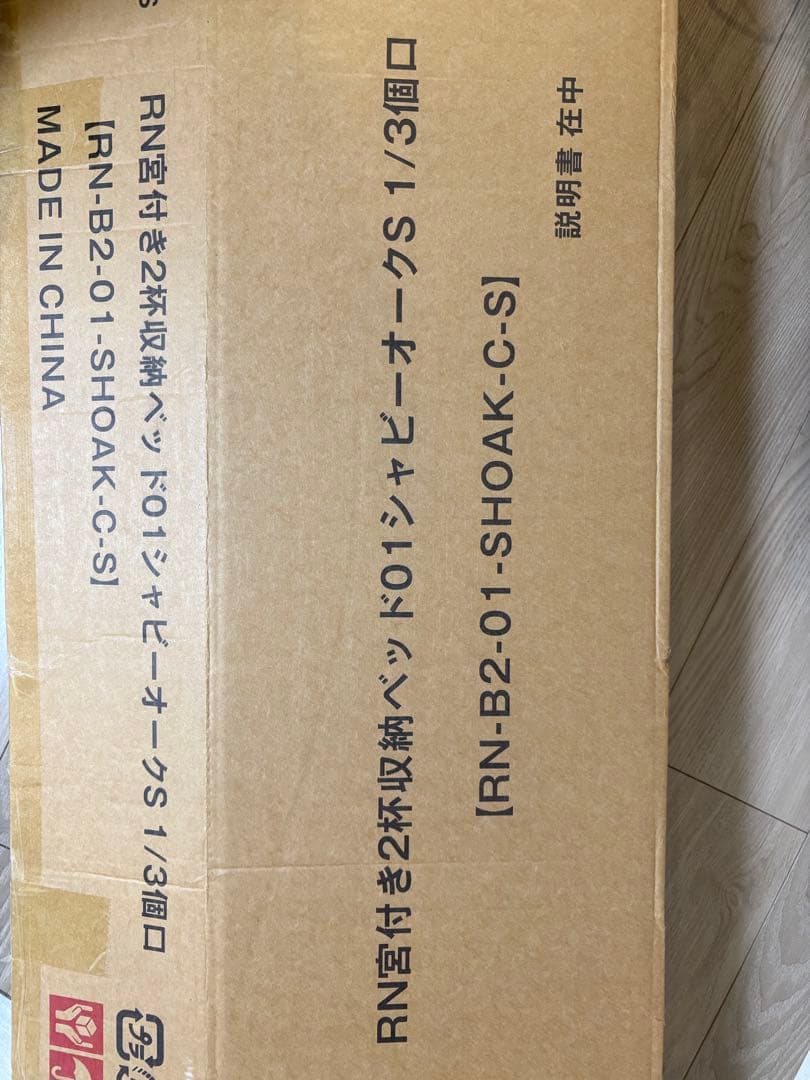 RN宮付き2杯収納ベッド01シャビーオークS 1/3個口
【RN-B2-01-SHOAK-C-S】
MADE IN CHINA
RN宮付き2杯収納ベッド01シャビーオークS 1/3個口
【RN-B2-01-SHOAK-C-S】
説明書 在中